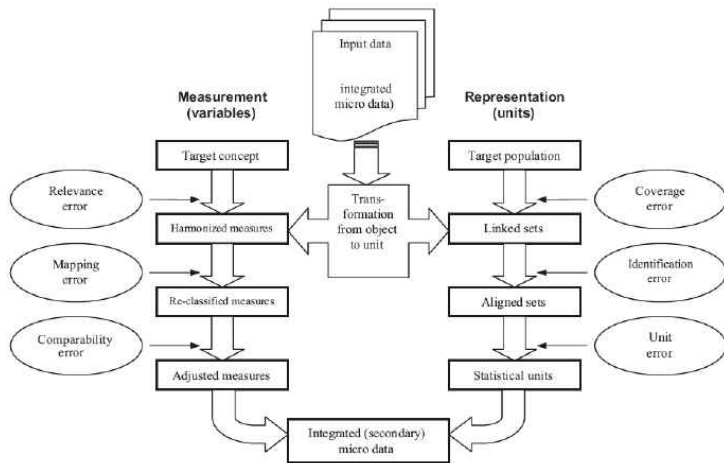 Input data
integrated
micro data)
Measurement
(variables)
Representation
(units)
Target concept
Target population
Relevance
error
Trans-
formation
from object
to unit
Coverage
error
Harmonized measures
Linked sets
Mapping
error
Identification
error
Re-classified measures
Aligned sets
Comparability
error
Unit
error
Adjusted measures
Statistical units
Integrated (secondary)
micro data